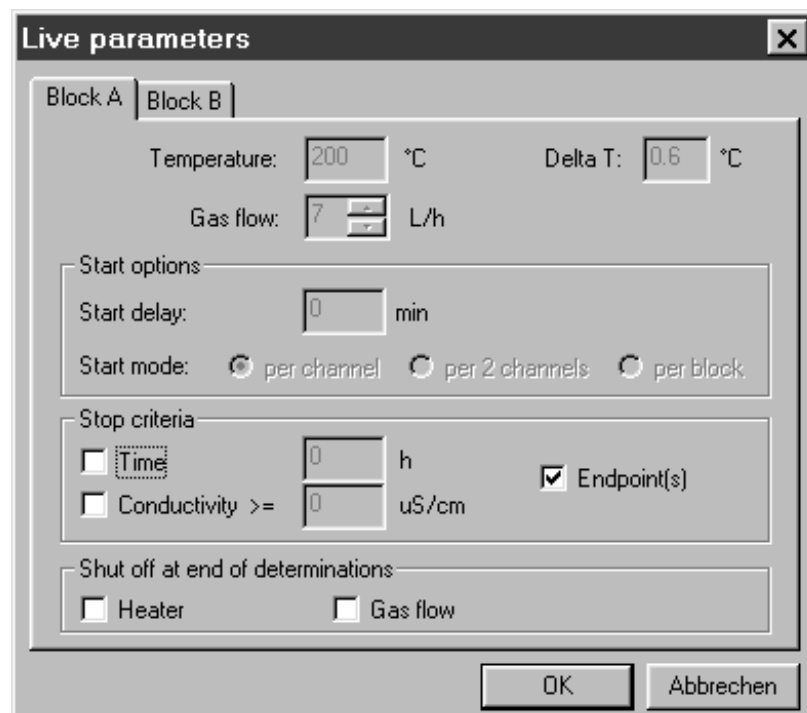 Live parameters
Block A Block B
Temperature: 200 °C Delta T: 0.6 °C
Gas flow: 7 L/h
Start options
Start delay: 0 min
Start mode: per channel per 2 channels per block
Stop criteria
Time 0 h
Endpoint(s)
Conductivity >= 0 uS/cm
Shut off at end of determinations
Heater Gas flow
OK Abbrechen